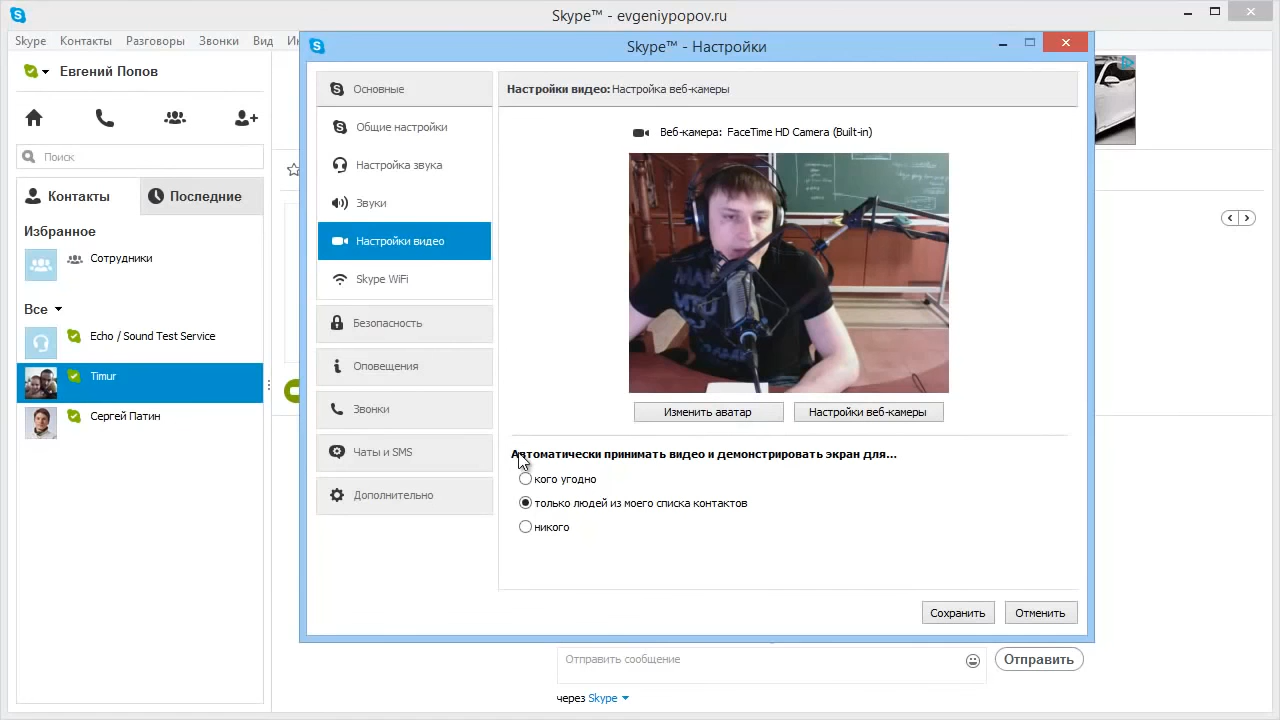 Skype™ - evgeniypopov.ru
Skype Контакты Разговоры Звонки Вид
Евгений Попов
Поиск
Контакты Последние
Избранное
Сотрудники
Все
Echo / Sound Test Service
Timur
Сергей Патин
Skype™ - Настройки
Основные
Общие настройки
Настройка звука
Звуки
Настройки видео
Skype WiFi
Безопасность
Оповещения
Звонки
Чаты и SMS
Дополнительно
Настройки видео: Настройка веб-камеры
Веб-камера: FaceTime HD Camera (Built-in)
Изменить аватар Настройки веб-камеры
Автоматически принимать видео и демонстрировать экран для...
кого угодно
только людей из моего списка контактов
никого
Сохранить Отменить
Отправить сообщение
Отправить
через Skype